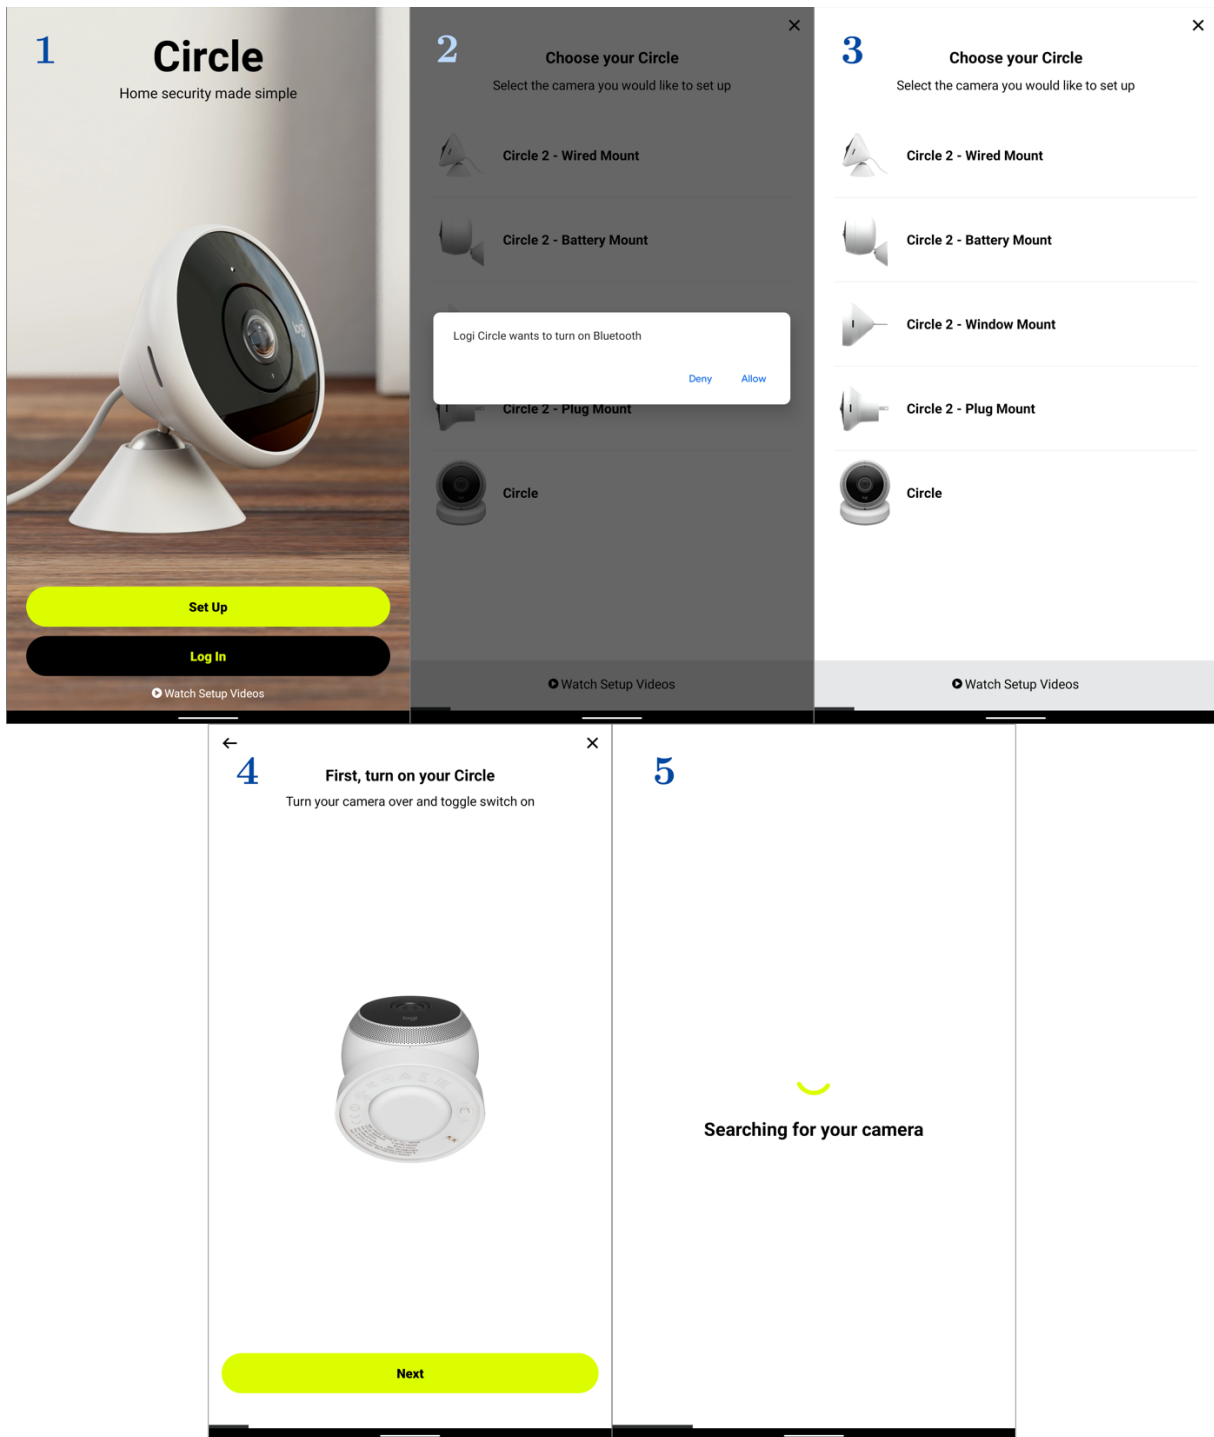 1
Circle
Home security made simple
logi
Set Up
Log In
Watch Setup Videos
2
Choose your Circle
Select the camera you would like to set up
Circle 2 - Wired Mount
Circle 2 - Battery Mount
Logi Circle wants to turn on Bluetooth
Deny Allow
Circle 2 - Plug Mount
Circle
Watch Setup Videos
3
Choose your Circle
Select the camera you would like to set up
Circle 2 - Wired Mount
Circle 2 - Battery Mount
Circle 2 - Window Mount
Circle 2 - Plug Mount
Circle
Watch Setup Videos
4
First, turn on your Circle
Turn your camera over and toggle switch on
logi
Next
5
Searching for your camera